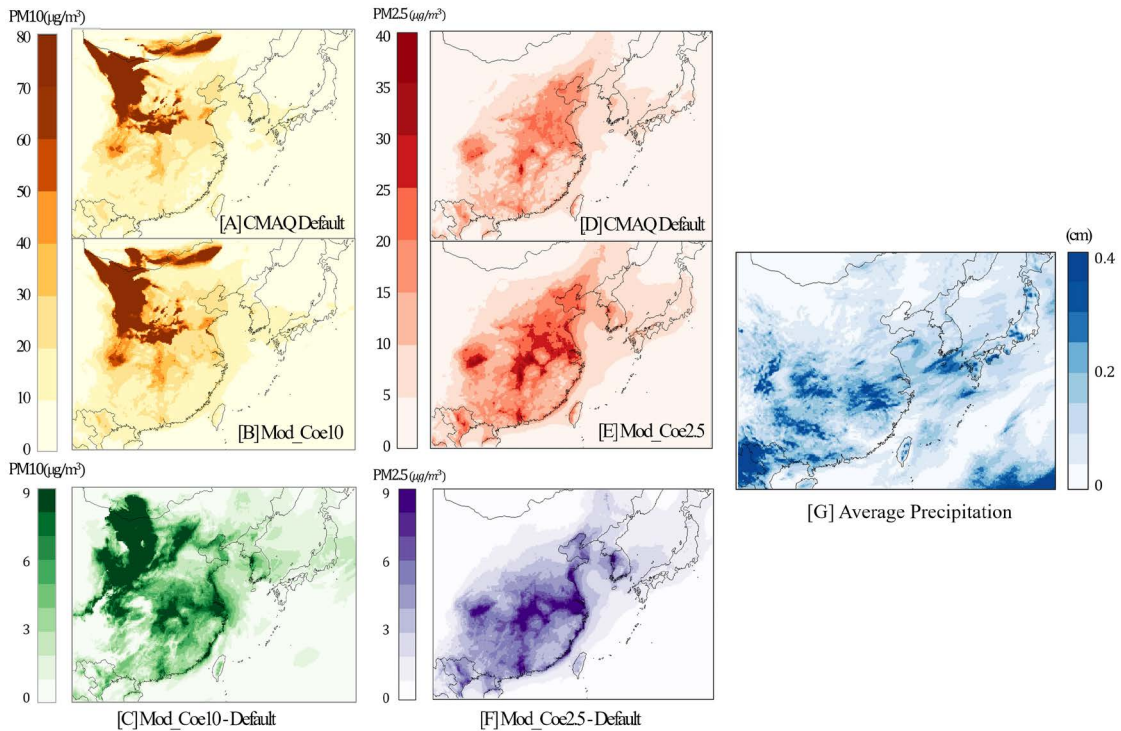 PM10(μg/m³)
80
70
60
50
40
30
20
10
0
[A] CMAQ Default
[B] Mod_Coe10
PM2.5(μg/m³)
40
35
30
25
20
15
10
5
0
[D] CMAQ Default
[E] Mod_Coe2.5
PM10(μg/m³)
9
6
3
0
[C] Mod_Coe10 - Default
PM2.5(μg/m³)
9
6
3
0
[F] Mod_Coe2.5 - Default
(cm)
0.4
0.2
0
[G] Average Precipitation